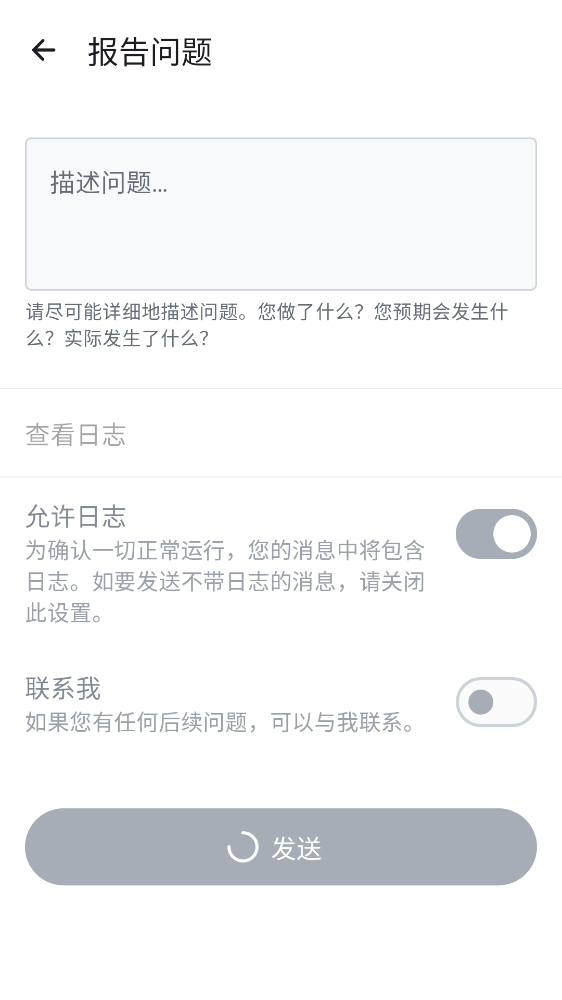 报告问题
描述问题...
请尽可能详细地描述问题。您做了什么？您预期会发生什
么？实际发生了什么？
查看日志
允许日志
为确认一切正常运行，您的消息中将包含
日志。如要发送不带日志的消息，请关闭
此设置。
联系我
如果您有任何后续问题，可以与我联系。
发送